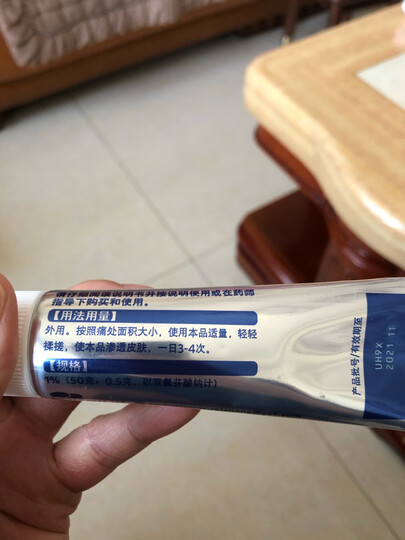 请仔细阅读说明书并按说明使用或在药师
指导下购买和使用。
【用法用量】
外用。按照痛处面积大小，使用本品适量，轻轻
揉搓，使本品渗透皮肤，一日3-4次。
【规格】
1%（50克：0.5克，以双氯芬酸钠计）
产品批号/有效期至
UH9X
2021 11